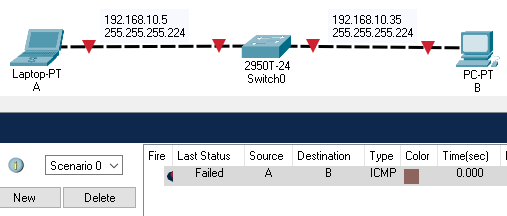 192.168.10.5
255.255.255.224
192.168.10.35
255.255.255.224
Laptop-PT
A
2950T-24
Switch0
PC-PT
B
Scenario 0
New
Delete
Fire Last Status Source Destination Type Color Time(sec)
Failed A B ICMP 0.000